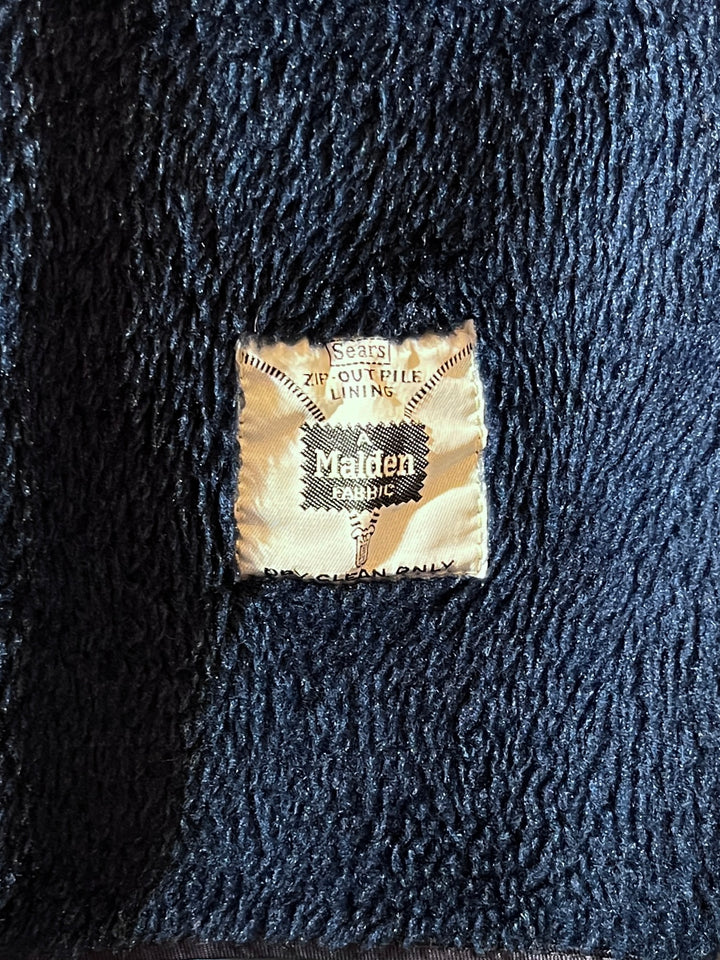 Sears
ZIP-OUT PILE
LINING
A
Malden
FABRIC
DRY CLEAN ONLY